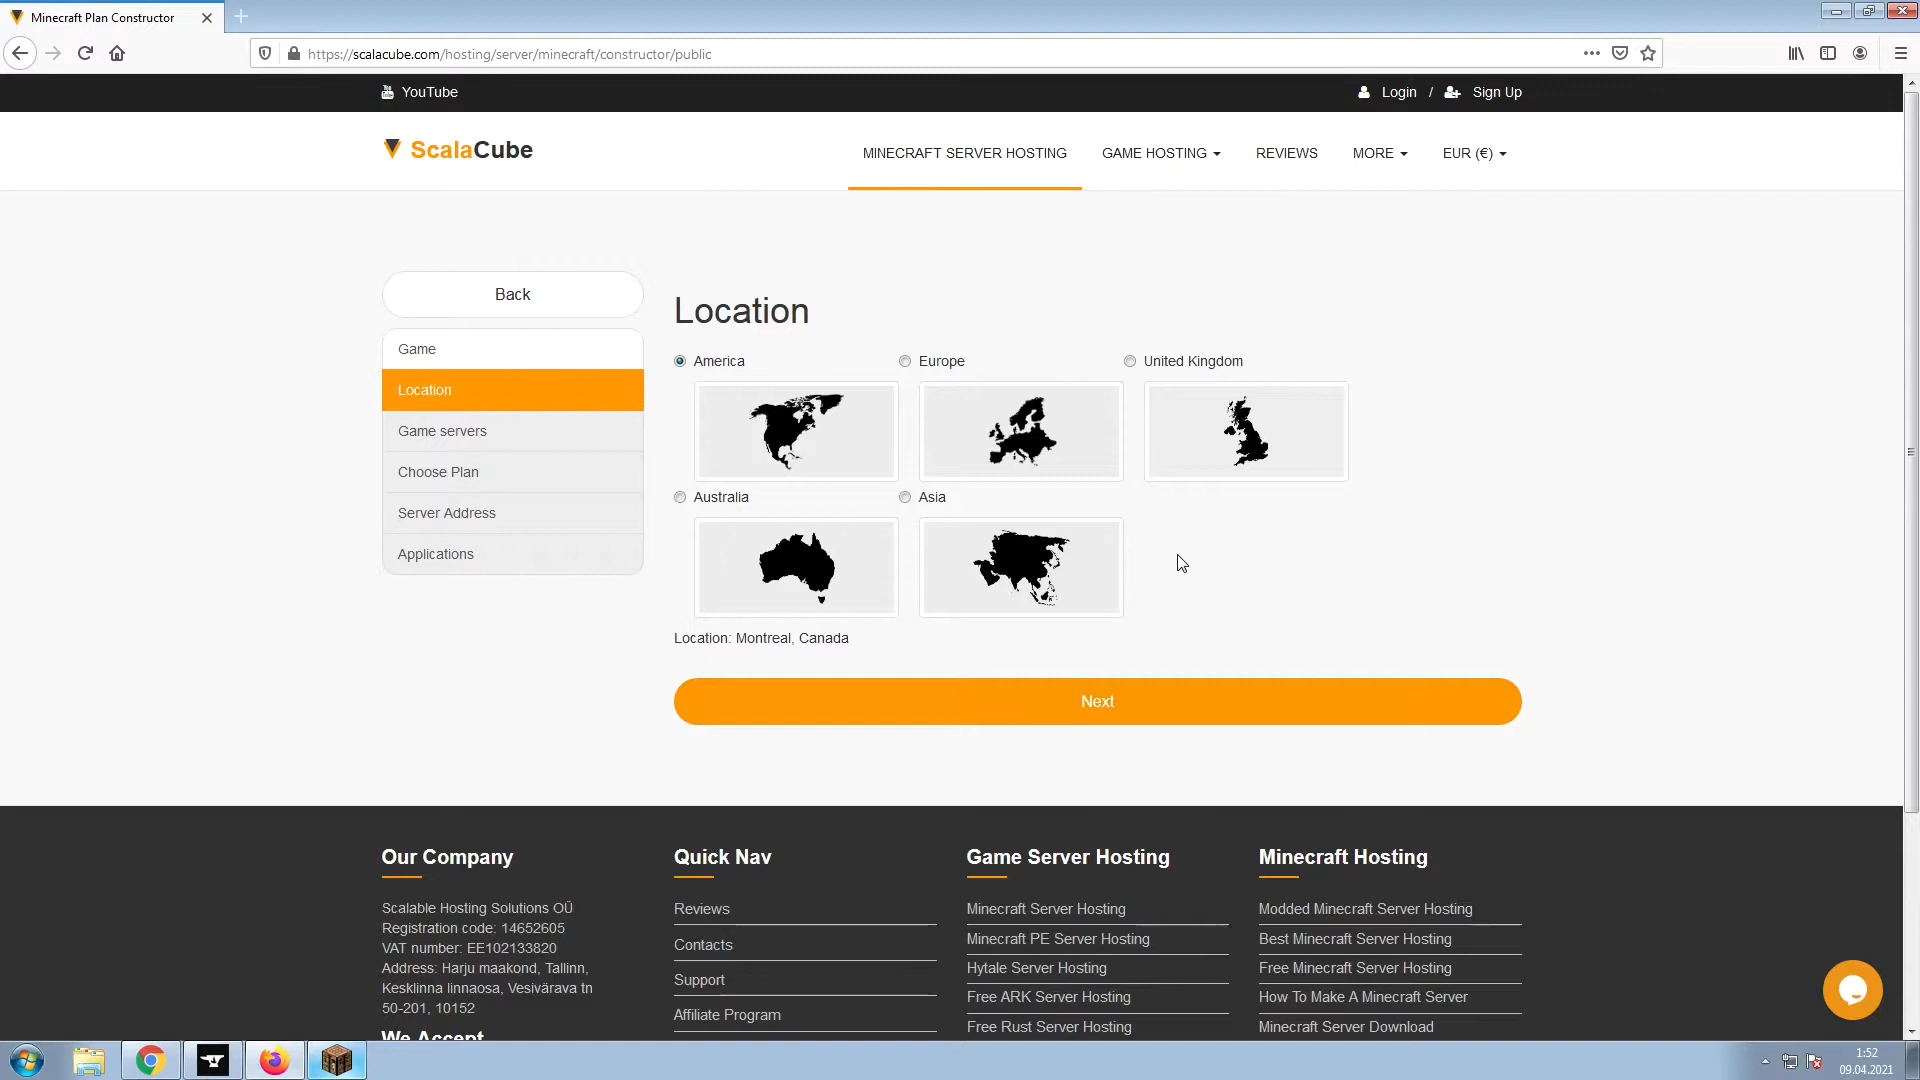 Minecraft Plan Constructor
https://scalacube.com/hosting/server/minecraft/constructor/public
YouTube
Login / Sign Up
ScalaCube
MINECRAFT SERVER HOSTING
GAME HOSTING
REVIEWS
MORE
EUR (€)
Back
Game
Location
Game servers
Choose Plan
Server Address
Applications
Location
America
Europe
United Kingdom
Australia
Asia
Location: Montreal, Canada
Next
Our Company
Scalable Hosting Solutions OÜ
Registration code: 14652605
VAT number: EE102133820
Address: Harju maakond, Tallinn,
Kesklinna linnaosa, Vesivärava tn
50-201, 10152
We Accept
Quick Nav
Reviews
Contacts
Support
Affiliate Program
Game Server Hosting
Minecraft Server Hosting
Minecraft PE Server Hosting
Hytale Server Hosting
Free ARK Server Hosting
Free Rust Server Hosting
Minecraft Hosting
Modded Minecraft Server Hosting
Best Minecraft Server Hosting
Free Minecraft Server Hosting
How To Make A Minecraft Server
Minecraft Server Download
1:52
09.04.2021